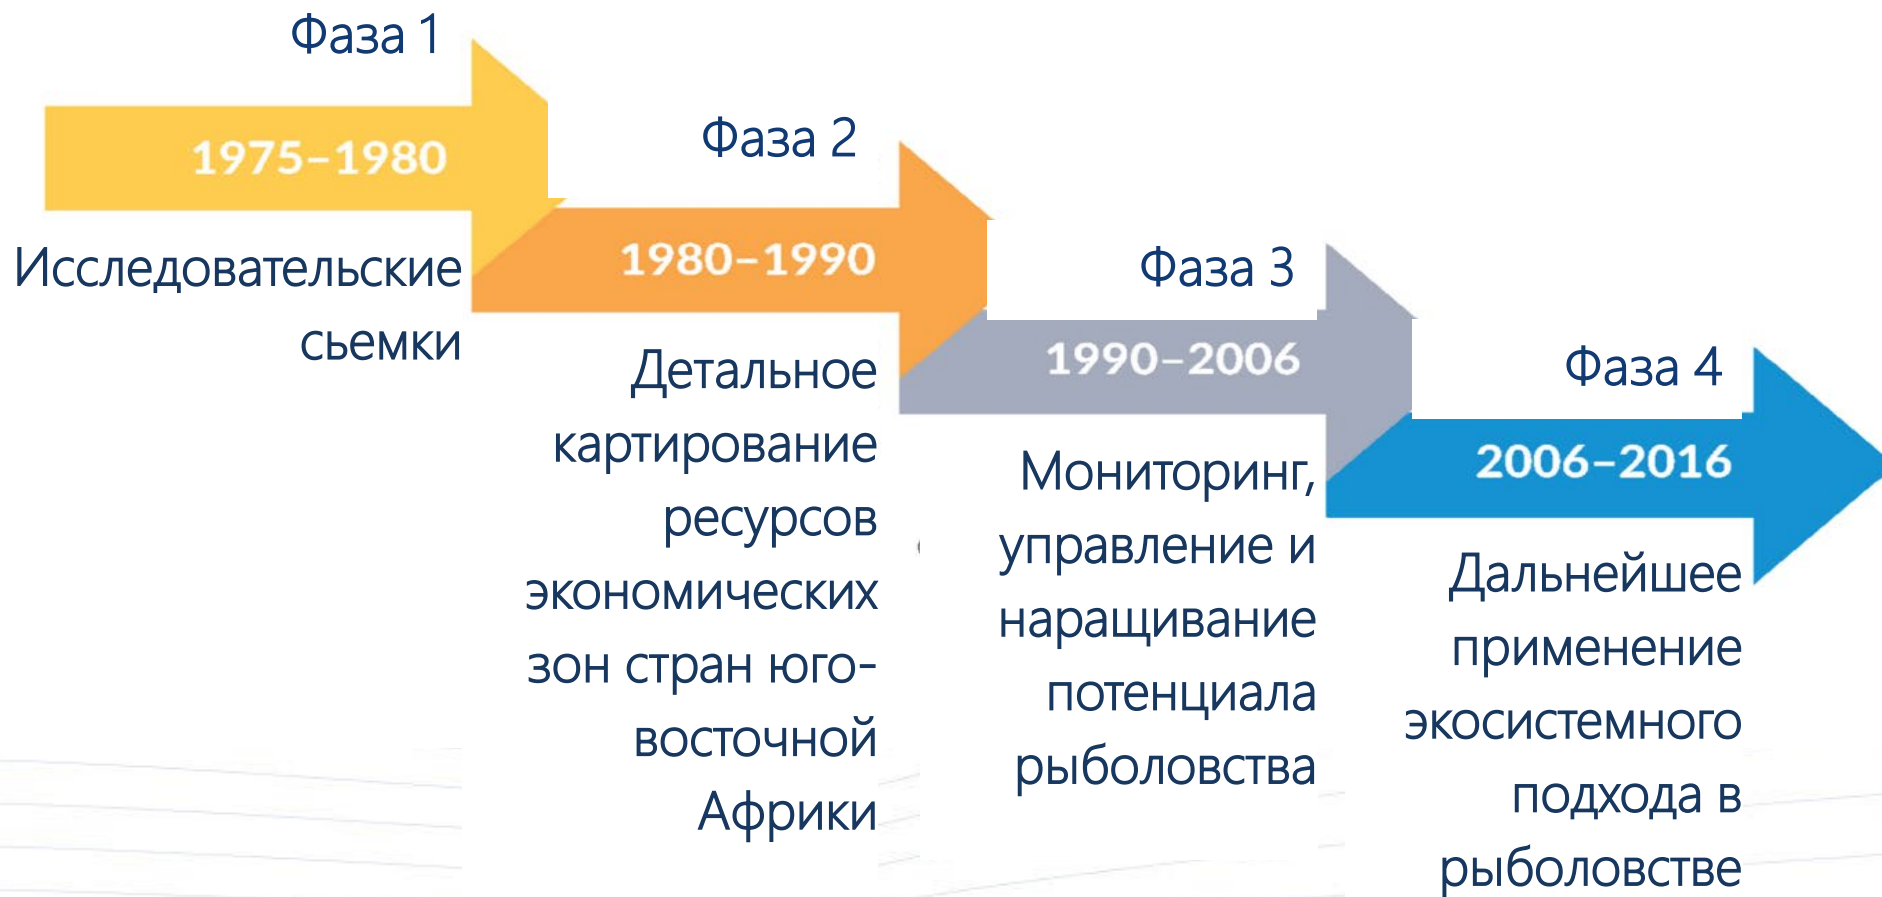 Фаза 1
1975–1980
Исследовательские
сьемки
Фаза 2
1980–1990
Детальное
картирование
ресурсов
экономических
зон стран юго-
восточной
Африки
Фаза 3
1990–2006
Мониторинг,
управление и
наращивание
потенциала
рыболовства
Фаза 4
2006–2016
Дальнейшее
применение
экосистемного
подхода в
рыболовстве